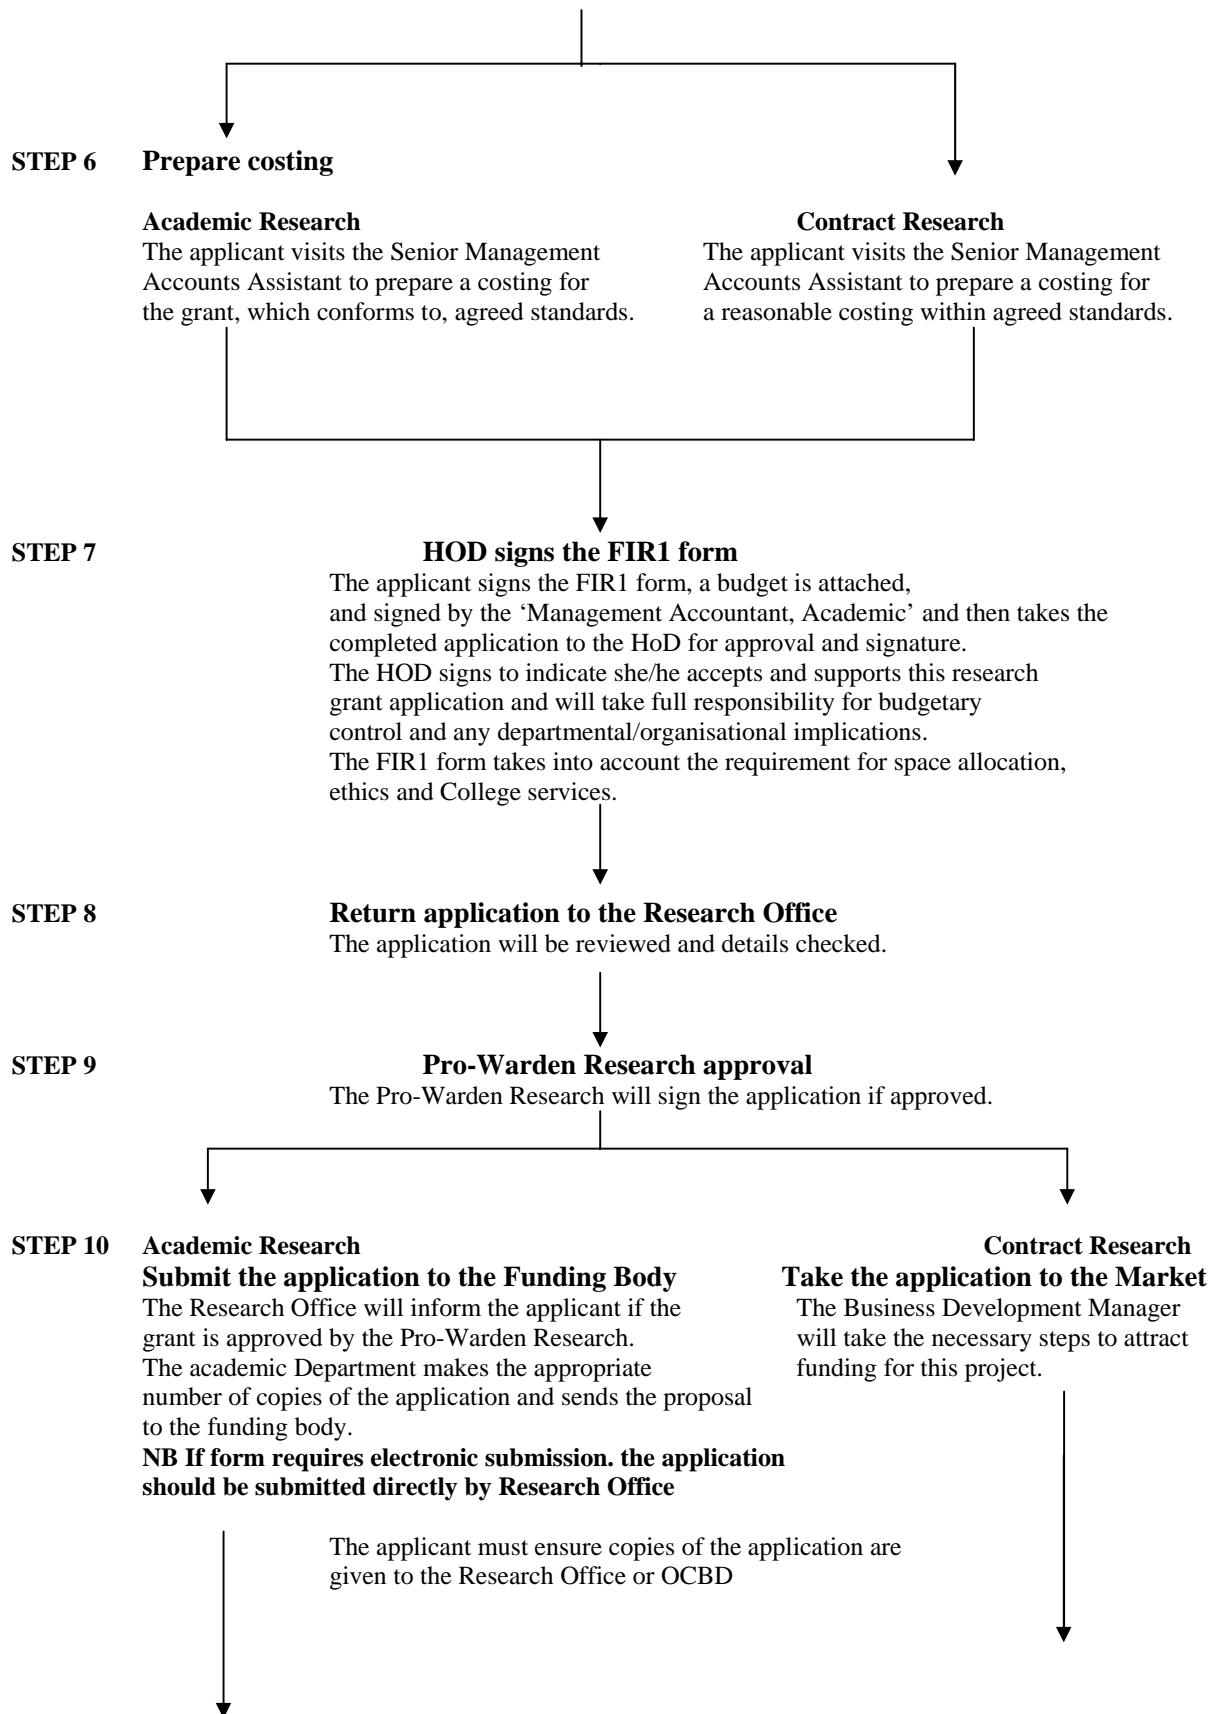 STEP 6 Prepare costing
Academic Research
The applicant visits the Senior Management
Accounts Assistant to prepare a costing for
the grant, which conforms to, agreed standards.
Contract Research
The applicant visits the Senior Management
Accounts Assistant to prepare a costing for
a reasonable costing within agreed standards.
STEP 7 HOD signs the FIR1 form
The applicant signs the FIR1 form, a budget is attached,
and signed by the ‘Management Accountant, Academic’ and then takes the
completed application to the HoD for approval and signature.
The HOD signs to indicate she/he accepts and supports this research
grant application and will take full responsibility for budgetary
control and any departmental/organisational implications.
The FIR1 form takes into account the requirement for space allocation,
ethics and College services.
STEP 8 Return application to the Research Office
The application will be reviewed and details checked.
STEP 9 Pro-Warden Research approval
The Pro-Warden Research will sign the application if approved.
STEP 10 Academic Research
Submit the application to the Funding Body
The Research Office will inform the applicant if the
grant is approved by the Pro-Warden Research.
The academic Department makes the appropriate
number of copies of the application and sends the proposal
to the funding body.
NB If form requires electronic submission. the application
should be submitted directly by Research Office
Contract Research
Take the application to the Market
The Business Development Manager
will take the necessary steps to attract
funding for this project.
The applicant must ensure copies of the application are
given to the Research Office or OCBD